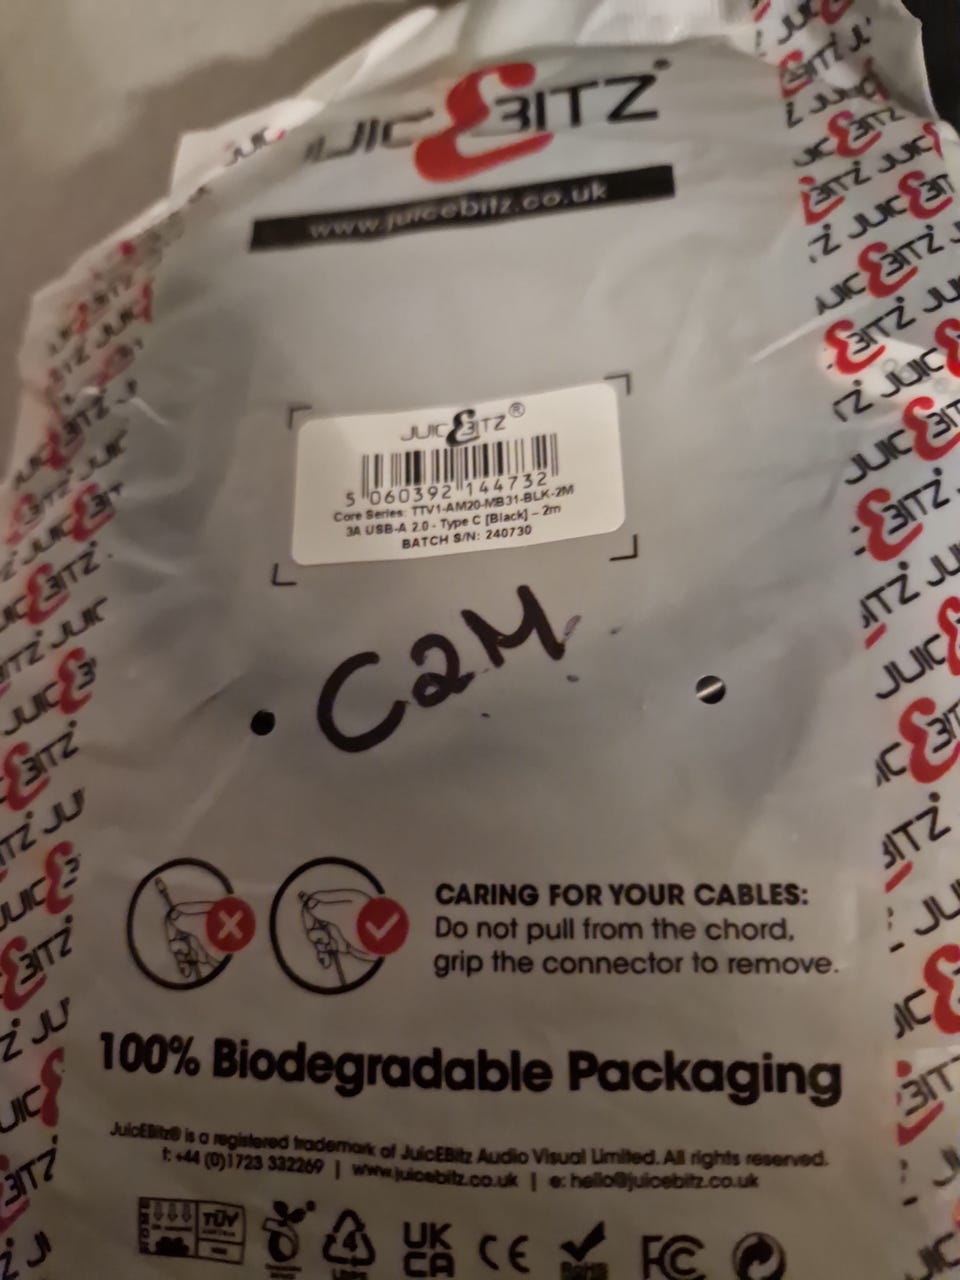 JUICEBITZ®
www.juicebitz.co.uk
JUICEBITZ®
5 060392 144732
Core Series: TTV1-AM20-MB31-BLK-2M
3A USB-A 2.0 - Type C [Black] – 2m
BATCH S/N: 240730
C2M
CARING FOR YOUR CABLES:
Do not pull from the chord,
grip the connector to remove.
100% Biodegradable Packaging
JuicEBitz® is a registered trademark of JuicEBitz Audio Visual Limited. All rights reserved.
t: +44 (0)1723 332269 | www.juicebitz.co.uk | e: hello@juicebitz.co.uk
TÜV
UK
CA CE RoHS FC